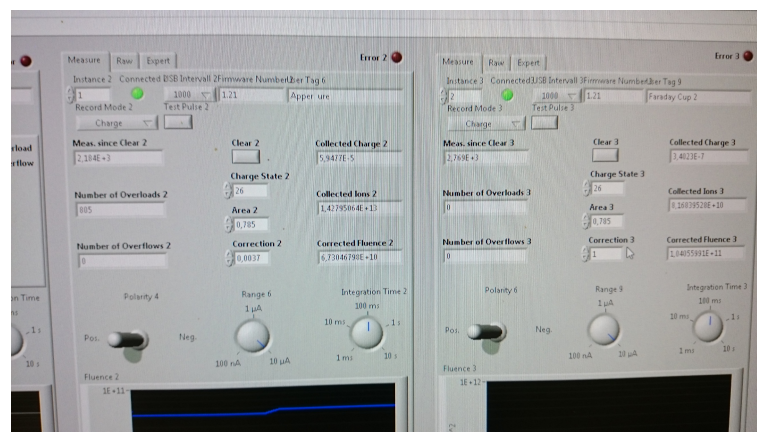 Measure Raw Expert Error 2
Instance 2 Connected USB Intervall 2 Firmware Number User Tag 6
1 1000 1.21 Apper ure
Record Mode 2 Test Pulse 2
Charge
Meas. since Clear 2 Clear 2 Collected Charge 2
2,184E+3 5,9477E-5
Charge State 2
Number of Overloads 2 26 Collected Ions 2
805 Area 2 1,42795064E+13
0,785
Number of Overflows 2 Correction 2 Corrected Fluence 2
0 0,0037 6,73046798E+10
Polarity 4 Range 6 Integration Time 2
1 µA 100 ms
10 ms 1 s
Pos. Neg.
100 nA 10 µA 1 ms 10 s
Fluence 2
1E+11
Measure Raw Expert Error 3
Instance 3 Connected USB Intervall 3 Firmware Number User Tag 9
2 1000 1.21 Faraday Cup 2
Record Mode 3 Test Pulse 3
Charge
Meas. since Clear 3 Clear 3 Collected Charge 3
2,769E+3 3,4023E-7
Charge State 3
Number of Overloads 3 26 Collected Ions 3
0 Area 3 8,16839528E+10
0,785
Number of Overflows 3 Correction 3 Corrected Fluence 3
0 1 1,04055991E+11
Polarity 6 Range 9 Integration Time 3
1 µA 100 ms
10 ms 1 s
Pos. Neg.
100 nA 10 µA 1 ms 10 s
Fluence 3
1E+12
rload
rflow
on Time
1 s
10 s